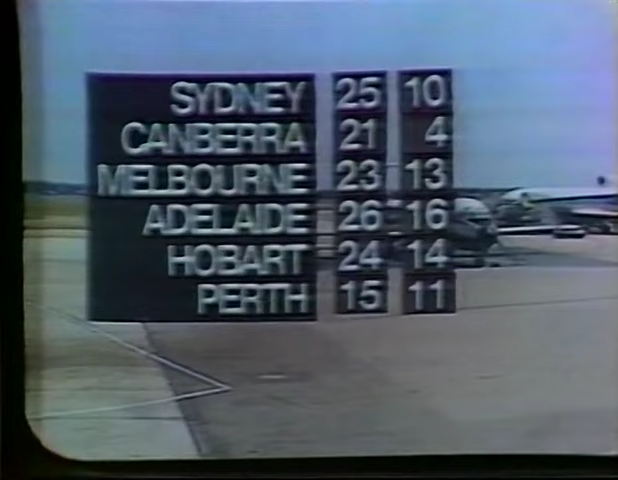 SYDNEY 25 10
CANBERRA 21 4
MELBOURNE 23 13
ADELAIDE 26 16
HOBART 24 14
PERTH 15 11